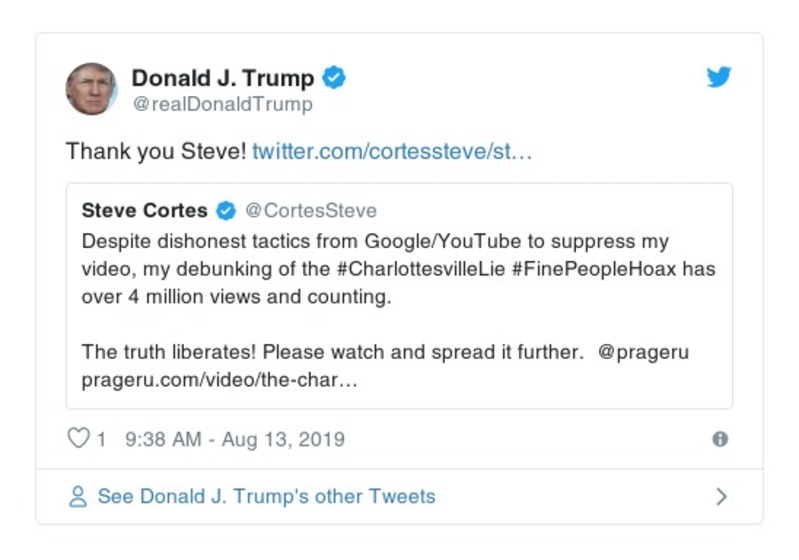 Donald J. Trump
@realDonaldTrump
Thank you Steve! twitter.com/cortessteve/st…
Steve Cortes @CortesSteve
Despite dishonest tactics from Google/YouTube to suppress my
video, my debunking of the #CharlottesvilleLie #FinePeopleHoax has
over 4 million views and counting.
The truth liberates! Please watch and spread it further. @prageru
prageru.com/video/the-char…
1 9:38 AM - Aug 13, 2019
See Donald J. Trump's other Tweets